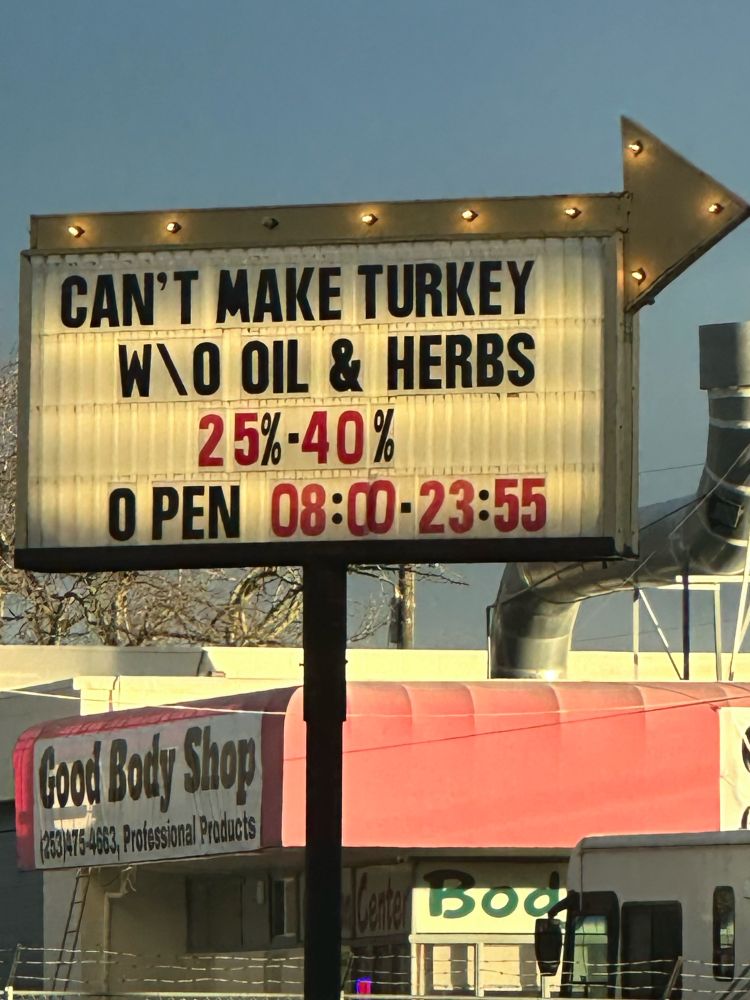 CAN'T MAKE TURKEY
W\O OIL & HERBS
25%-40%
OPEN 08:00-23:55
Good Body Shop
(253)475-4663, Professional Products
Center
Bod